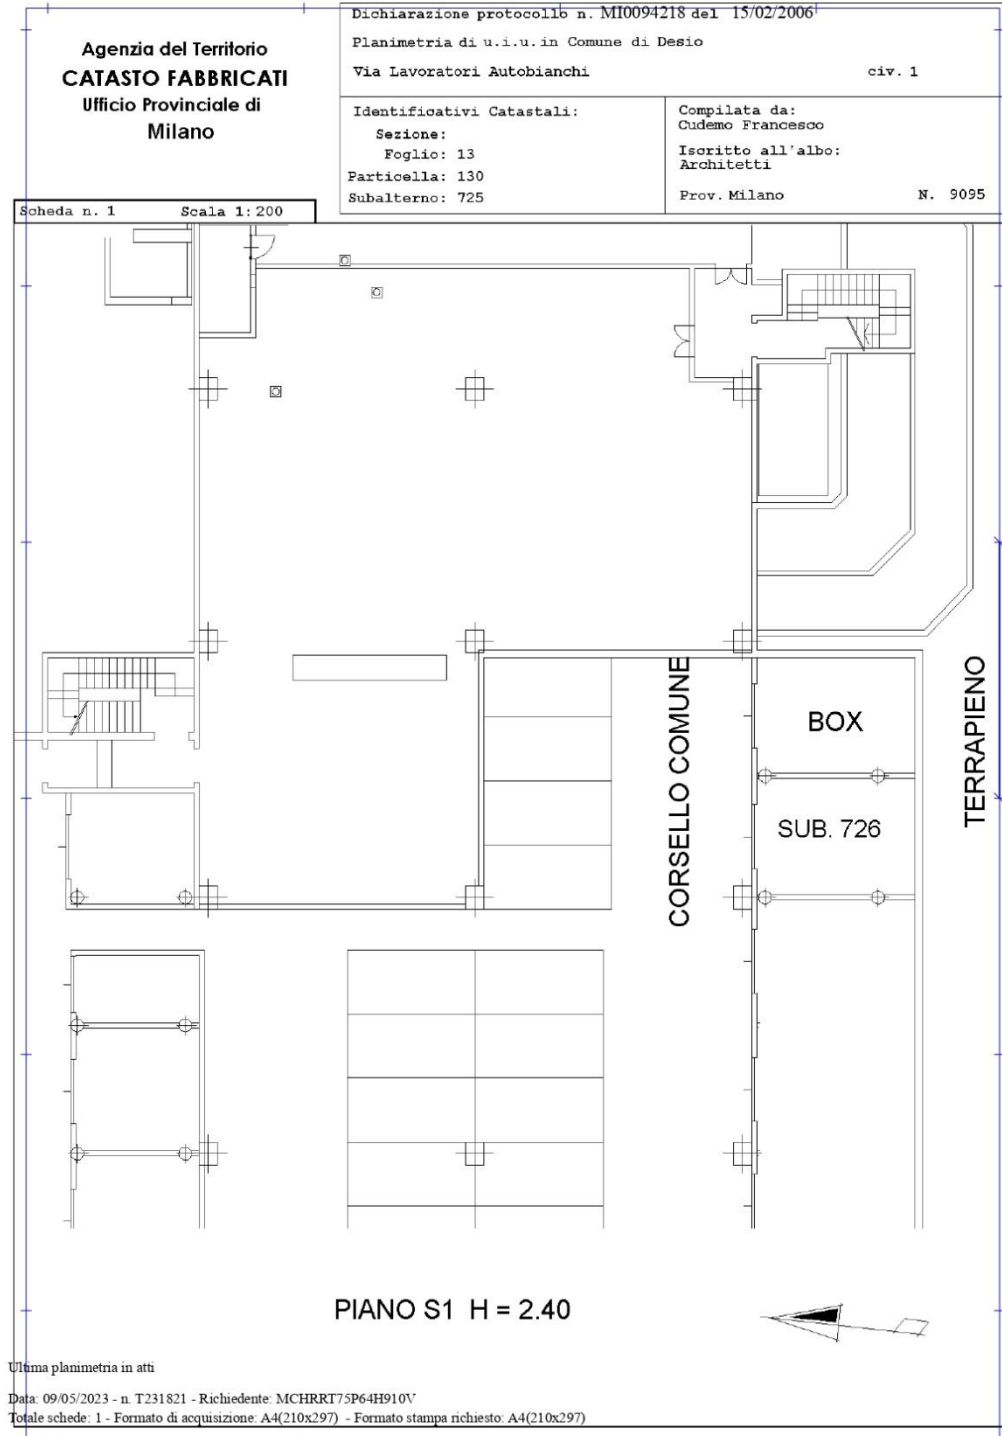 Agenzia del Territorio
CATASTO FABBRICATI
Ufficio Provinciale di
Milano
Dichiarazione protocollo n. MI0094218 del 15/02/2006
Planimetria di u.i.u. in Comune di Desio
Via Lavoratori Autobianchi civ. 1
Identificativi Catastali:
Sezione:
Foglio: 13
Particella: 130
Subalterno: 725
Compilata da:
Cudemo Francesco
Iscritto all'albo:
Architetti
Prov. Milano N. 9095
Scheda n. 1 Scala 1:200
CORSELLO COMUNE
BOX
SUB. 726
TERRAPIENO
PIANO S1 H = 2.40
Ultima planimetria in atti
Data: 09/05/2023 - n. T231821 - Richiedente: MCHRRT75P64H910V
Totale schede: 1 - Formato di acquisizione: A4(210x297) - Formato stampa richiesto: A4(210x297)